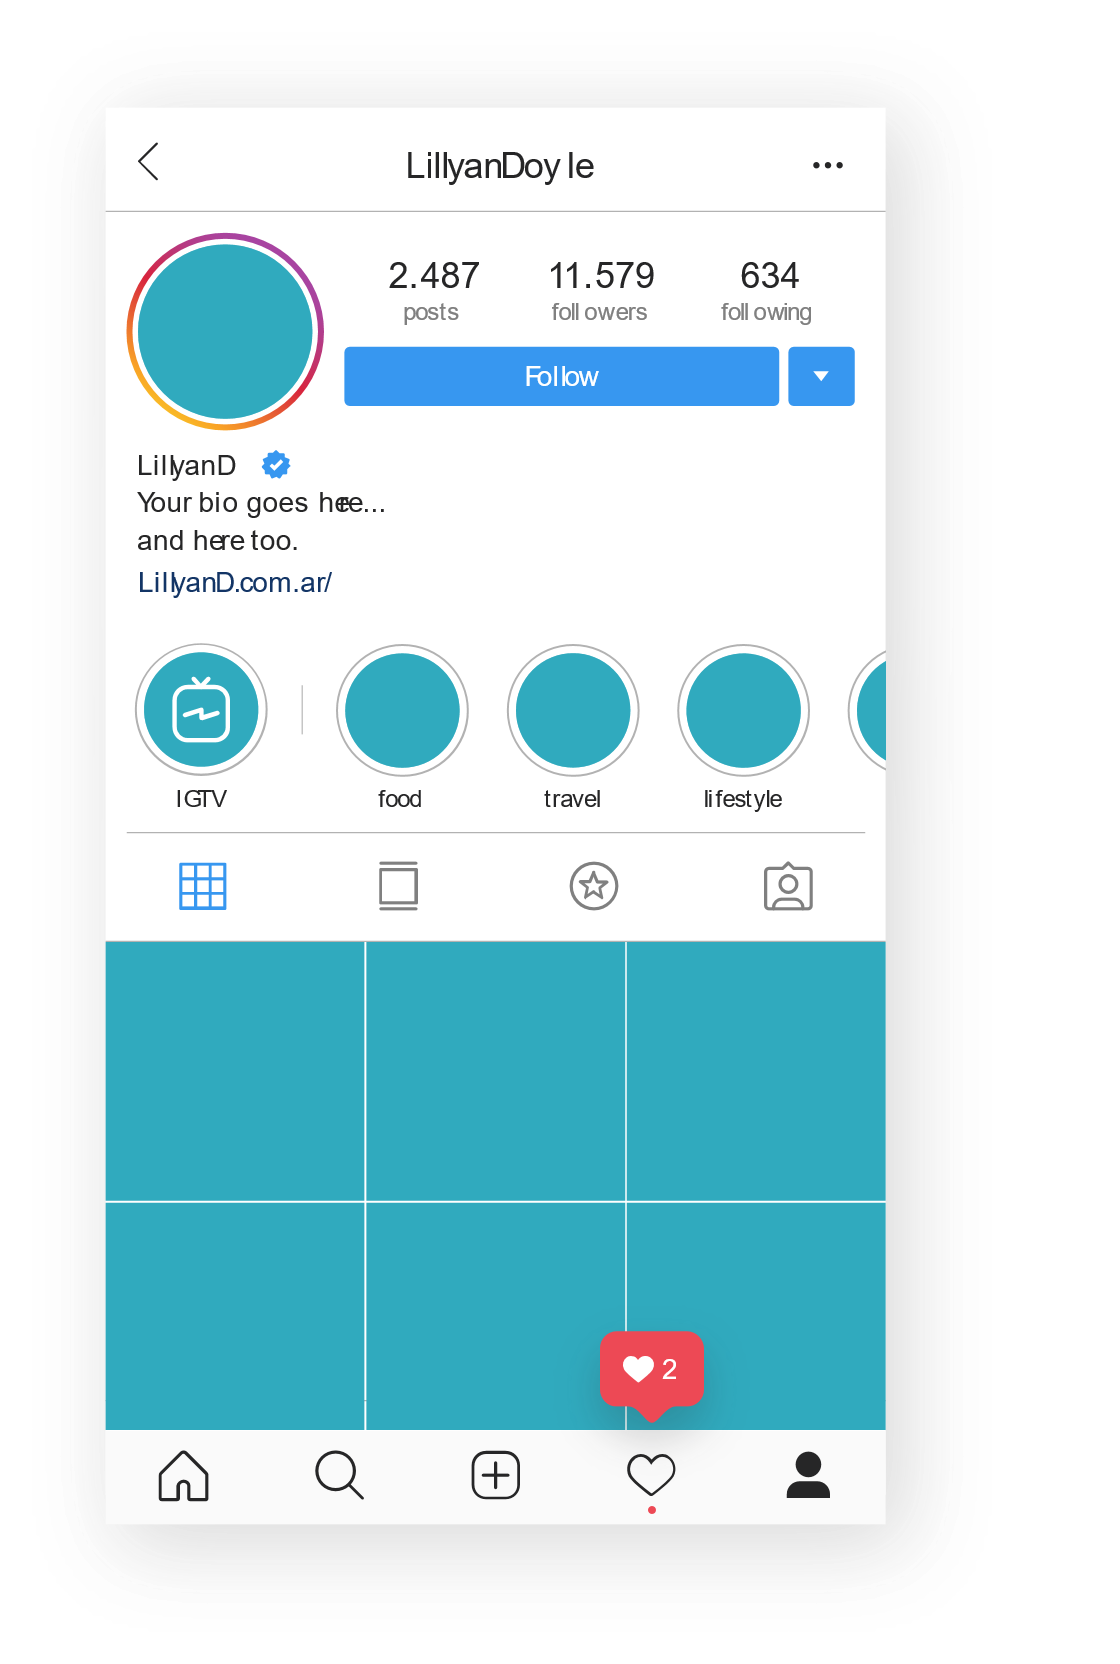 LillyanDoyle
2.487 11.579 634
posts followers following
Follow
LillyanD
Your bio goes here...
and here too.
LillyanD.com.ar/
IGTV food travel lifestyle
2